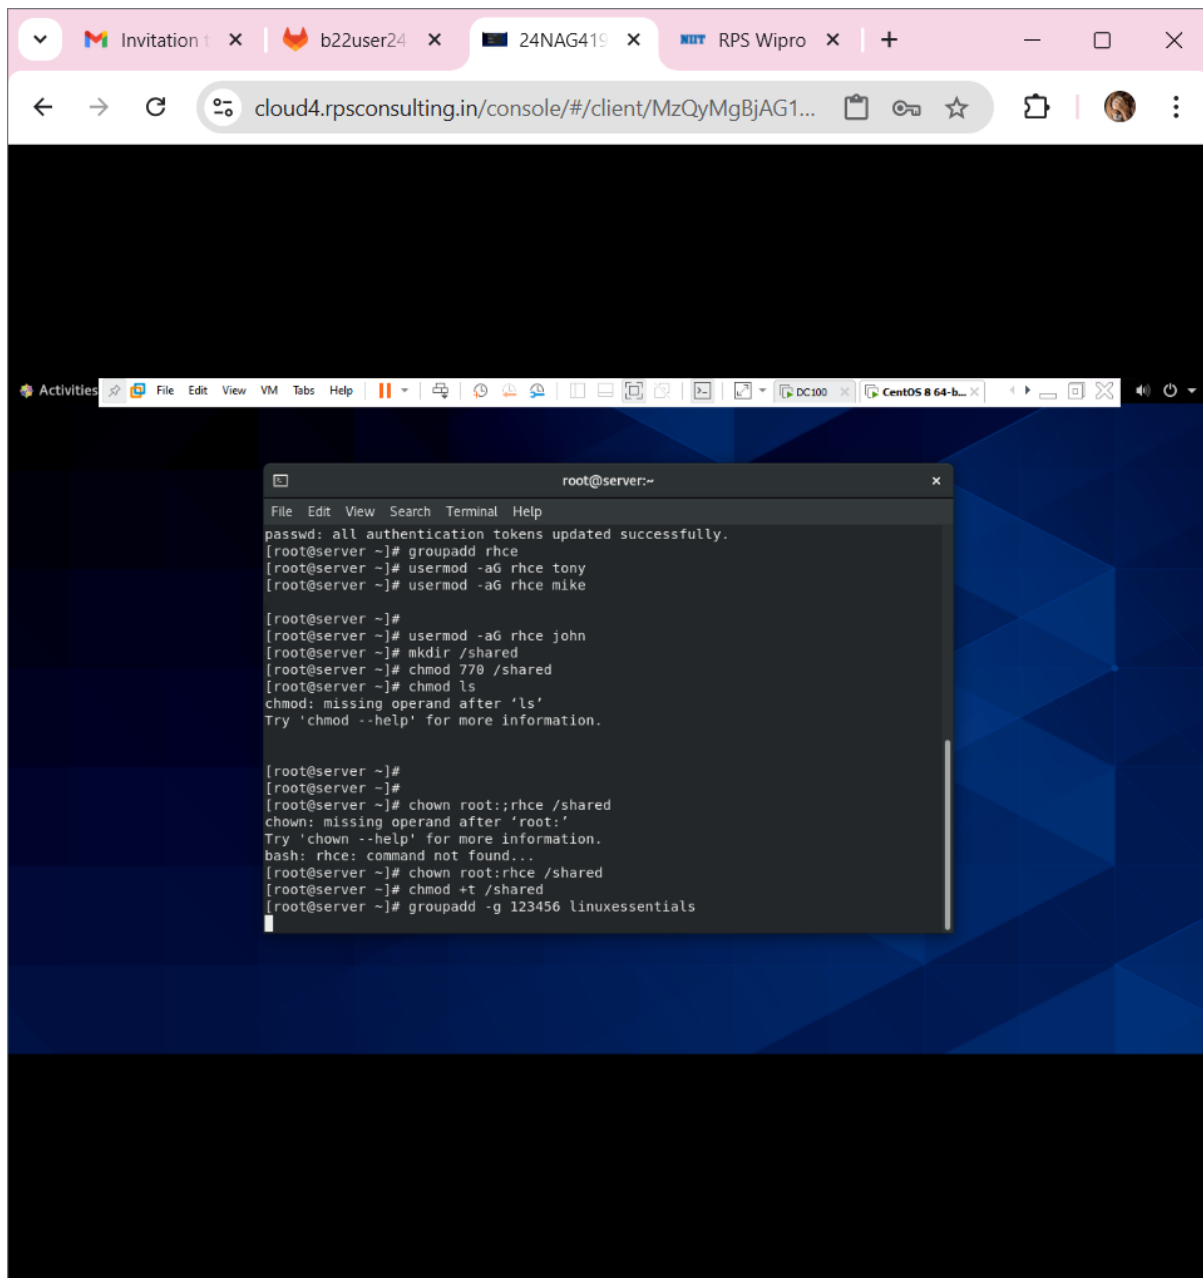 Invitation t
b22user24
24NAG419
NIIT RPS Wipro
cloud4.rpsconsulting.in/console/#/client/MzQyMgBjAG1...
Activities File Edit View VM Tabs Help DC100 CentOS 8 64-b...
root@server:~
File Edit View Search Terminal Help
passwd: all authentication tokens updated successfully.
[root@server ~]# groupadd rhce
[root@server ~]# usermod -aG rhce tony
[root@server ~]# usermod -aG rhce mike
[root@server ~]#
[root@server ~]# usermod -aG rhce john
[root@server ~]# mkdir /shared
[root@server ~]# chmod 770 /shared
[root@server ~]# chmod ls
chmod: missing operand after ‘ls’
Try 'chmod --help' for more information.
[root@server ~]#
[root@server ~]#
[root@server ~]# chown root:;rhce /shared
chown: missing operand after ‘root:’
Try 'chown --help' for more information.
bash: rhce: command not found...
[root@server ~]# chown root:rhce /shared
[root@server ~]# chmod +t /shared
[root@server ~]# groupadd -g 123456 linuxessentials